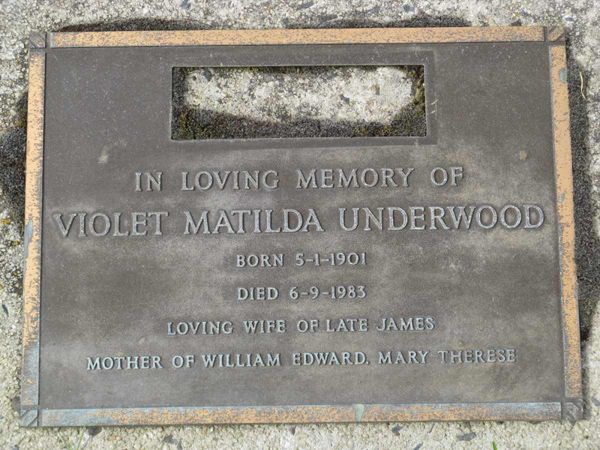 IN LOVING MEMORY OF
VIOLET MATILDA UNDERWOOD
BORN 5-1-1901
DIED 6-9-1983
LOVING WIFE OF LATE JAMES
MOTHER OF WILLIAM EDWARD, MARY THERESE